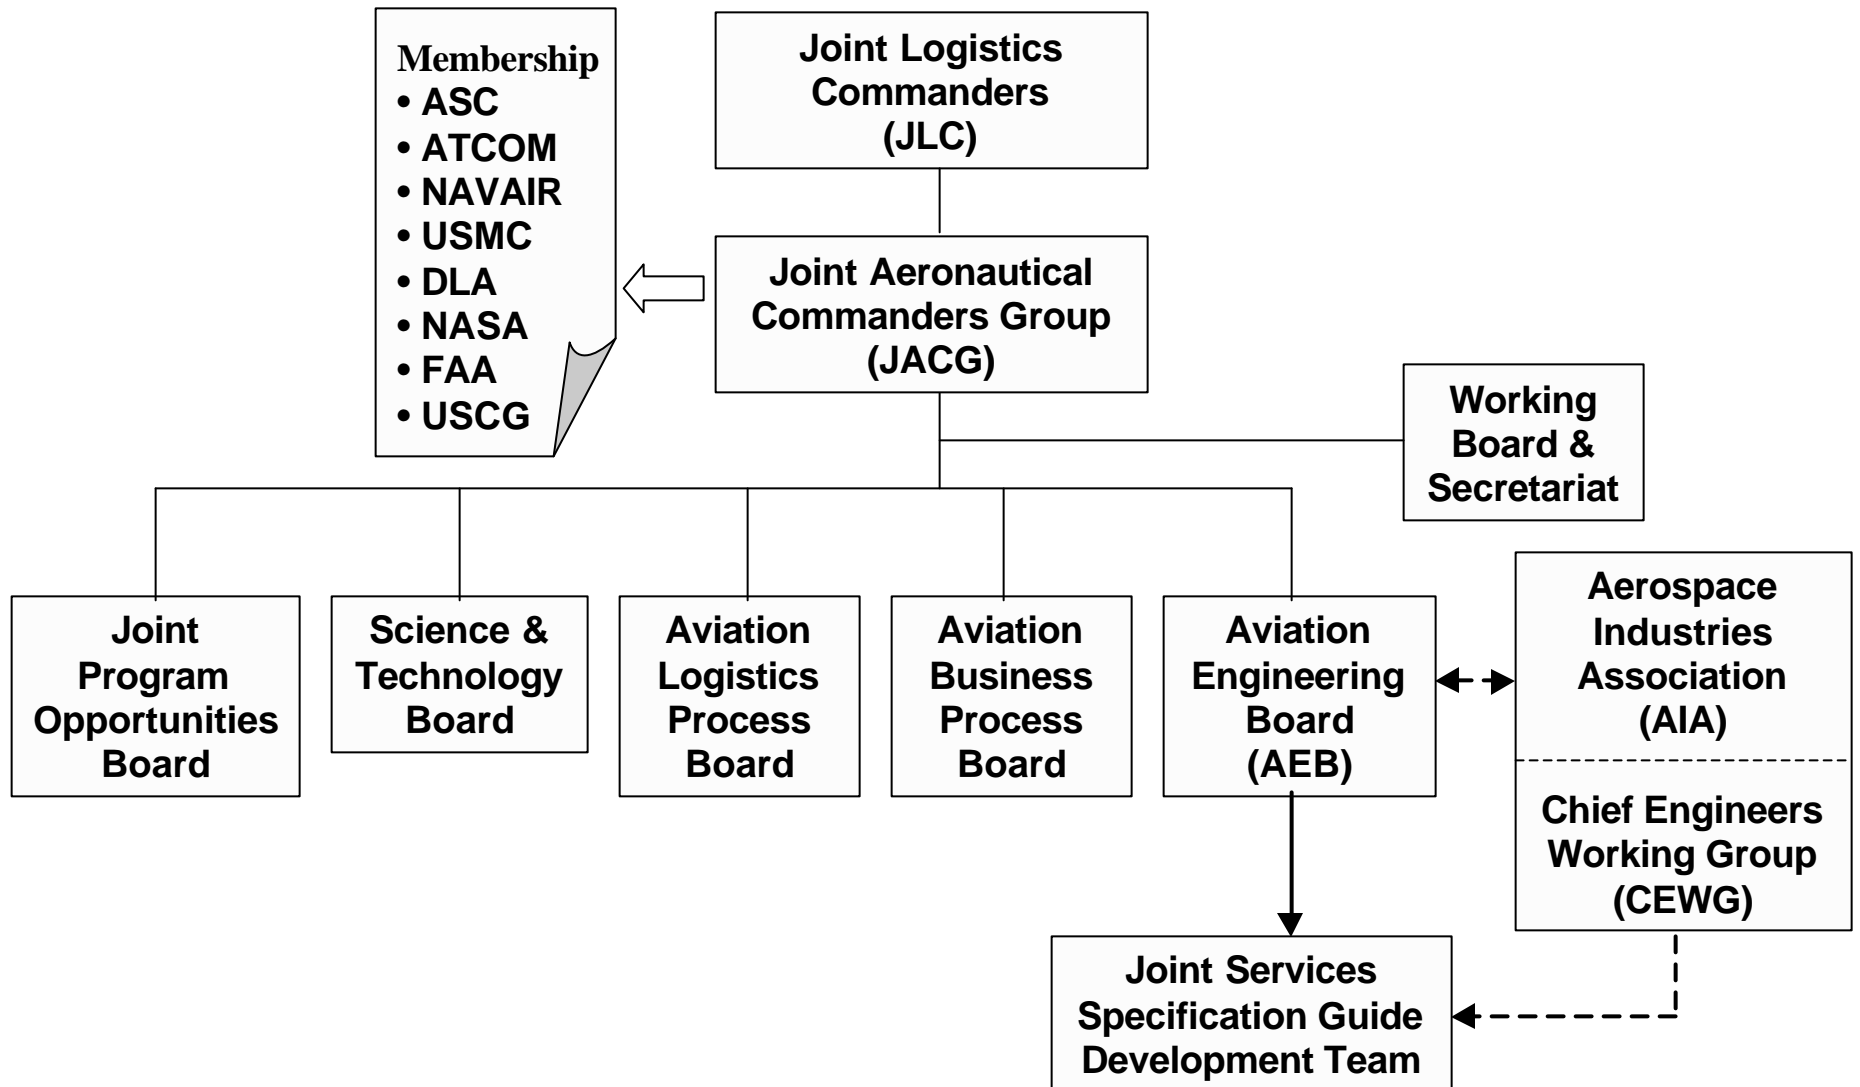 Membership
• ASC
• ATCOM
• NAVAIR
• USMC
• DLA
• NASA
• FAA
• USCG
Joint Logistics
Commanders
(JLC)
Joint Aeronautical
Commanders Group
(JACG)
Working
Board &
Secretariat
Joint
Program
Opportunities
Board
Science &
Technology
Board
Aviation
Logistics
Process
Board
Aviation
Business
Process
Board
Aviation
Engineering
Board
(AEB)
Aerospace
Industries
Association
(AIA)
Chief Engineers
Working Group
(CEWG)
Joint Services
Specification Guide
Development Team